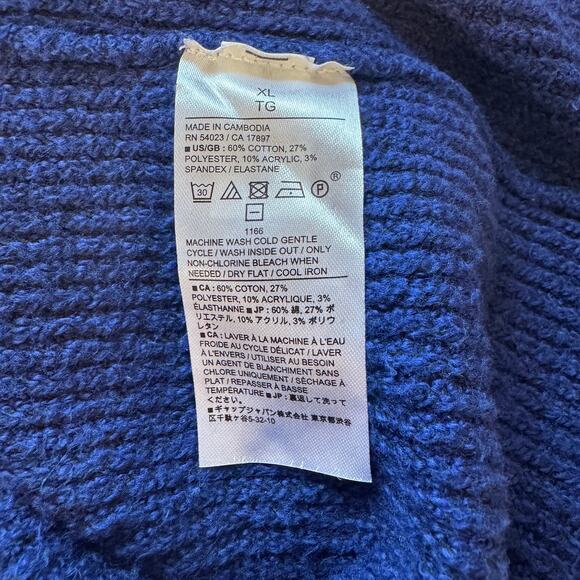 XL
TG
MADE IN CAMBODIA
RN 54023 / CA 17897
■ US/GB : 60% COTTON, 27%
POLYESTER, 10% ACRYLIC, 3%
SPANDEX / ELASTANE
30 P ®
1166
MACHINE WASH COLD GENTLE
CYCLE / WASH INSIDE OUT / ONLY
NON-CHLORINE BLEACH WHEN
NEEDED / DRY FLAT / COOL IRON
■ CA : 60% COTON, 27%
POLYESTER, 10% ACRYLIQUE, 3%
ÉLASTHANNE ■ JP : 60% 綿, 27% ポ
リエステル, 10% アクリル, 3% ポリウ
レタン
■ CA : LAVER À LA MACHINE À L'EAU
FROIDE AU CYCLE DÉLICAT / LAVER
À L'ENVERS / UTILISER AU BESOIN
UN AGENT DE BLANCHIMENT SANS
CHLORE UNIQUEMENT / SÉCHAGE À
PLAT / REPASSER À BASSE
TEMPÉRATURE ■ JP : 裏返して洗って
ください。
■ ギャップジャパン株式会社 東京都渋谷
区千駄ヶ谷5-32-10